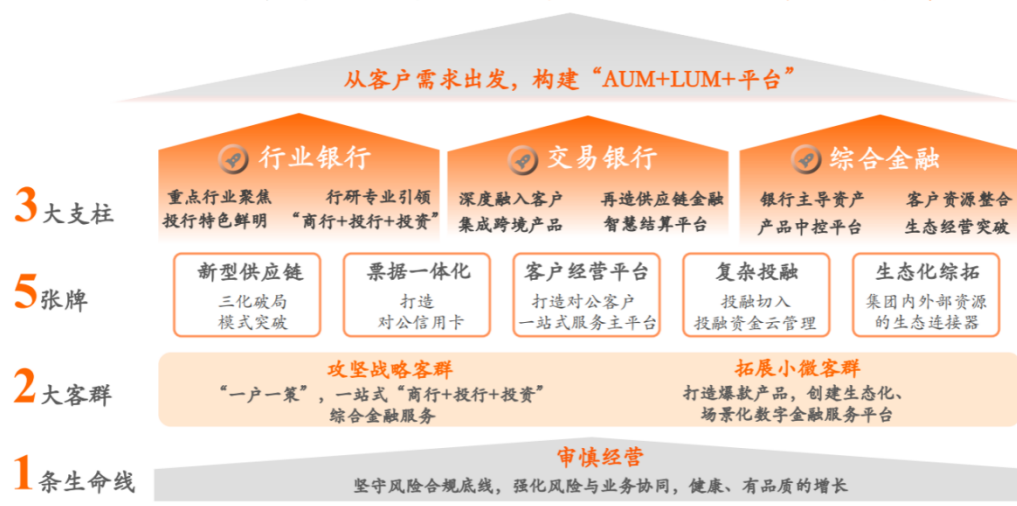 从客户需求出发，构建“AUM+LUM+平台”
行业银行
交易银行
综合金融
3大支柱
重点行业聚焦
投行特色鲜明
行研专业引领
“商行+投行+投资”
深度融入客户
集成跨境产品
再造供应链金融
智慧结算平台
银行主导资产
产品中控平台
客户资源整合
生态经营突破
5张牌
新型供应链
三化破局
模式突破
票据一体化
打造
对公信用卡
客户经营平台
打造对公客户
一站式服务主平台
复杂投融
投融切入
投融资金云管理
生态化综拓
集团内外部资源
的生态连接器
2大客群
攻坚战略客群
“一户一策”，一站式“商行+投行+投资”
综合金融服务
拓展小微客群
打造爆款产品，创建生态化、
场景化数字金融服务平台
1条生命线
审慎经营
坚守风险合规底线，强化风险与业务协同，健康、有品质的增长